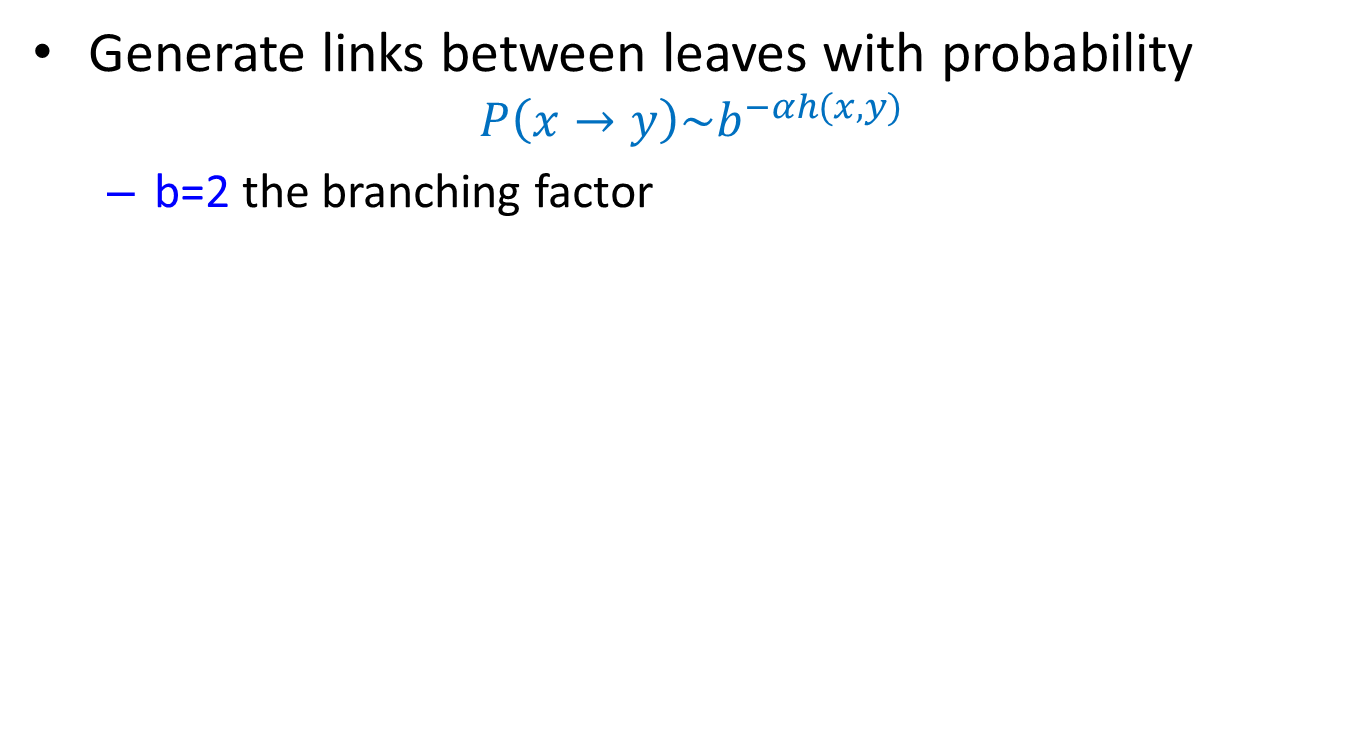 • Generate links between leaves with probability
𝑃(𝑥 → 𝑦)~𝑏^{−𝛼ℎ(𝑥,𝑦)}
– b=2 the branching factor